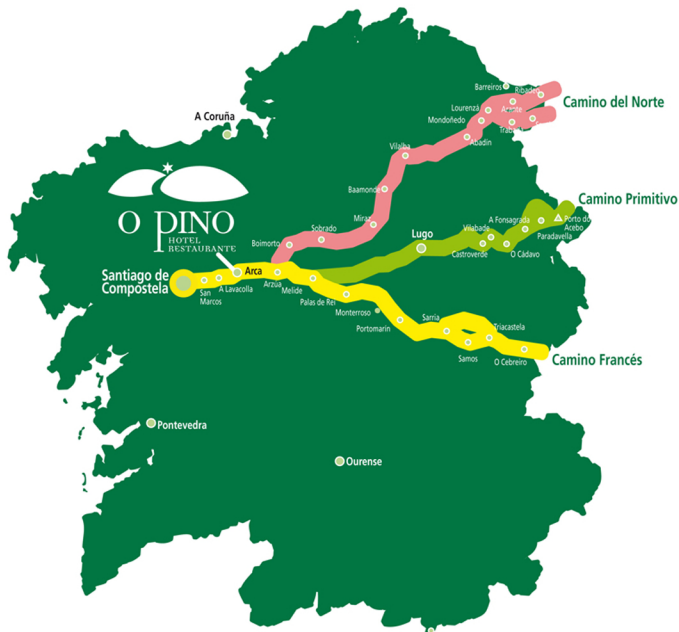 Barreiros
Ribadeo
Camino del Norte
Lourenzá
A Coruña
Mondoñedo
Abadín
Vilalba
Baamonde
Camino Primitivo
Miraz
A Fonsagrada
Porto do
Acebo
O PINO
HOTEL
RESTAURANTE
Sobrado
Lugo
Vilabade
Paradavella
Boimorto
Castroverde
O Cádavo
Santiago de
Compostela
Arca
San
Marcos
A Lavacolla
Arzúa
Melide
Palas de Rei
Monterroso
Portomarin
Sarria
Triacastela
Samos
O Cebreiro
Camino Francés
Pontevedra
Ourense